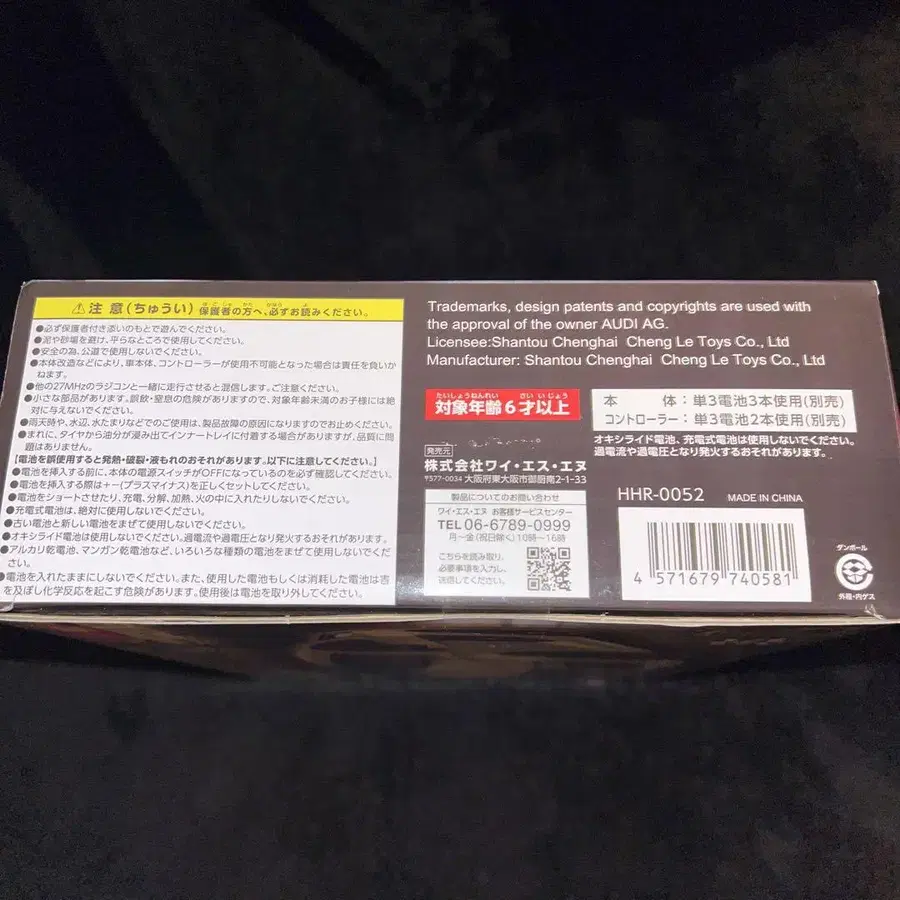 ⚠注意(ちゅうい)保護者の方へ、必ずお読みください。
●必ず保護者付き添いのもとで遊んでください。
●泥や砂場を避け、平らなところで使用してください。
●安全の為、公道で使用しないでください。
●本体改造などにより、車本体、コントローラーが使用不可能となった場合は責任を負いか
ねます。
●他の27MHzのラジコンと一緒に走行させると混信します。ご注意ください。
●小さな部品があります。誤飲・窒息の危険がありますので、対象年齢未満のお子様には絶
対に与えないでください。
●雨天時や、水辺、水たまりなどでのご使用は、製品故障の原因になりますのでお止めください。
●まれに、タイヤから油分が浸み出てインナートレイに付着する場合がありますが、品質に問
題はありません。
【電池を誤使用すると発熱・破裂・液もれのおそれがあります。以下に注意してください。】
●電池を挿入する前に、本体の電源スイッチがOFFになっているのを必ず確認してください。
●電池を挿入する際は+-(プラスマイナス)を正しくセットしてください。
●電池をショートさせたり、充電、分解、加熱、火の中に入れたりしないでください。
●充電式電池は、絶対に使用しないでください。
●古い電池と新しい電池をまぜて使用しないでください。
●オキシライド電池は使用しないでください。過電流や過電圧となり発火するおそれがあります。
●アルカリ乾電池、マンガン乾電池など、いろいろな種類の電池をまぜて使用しないでくだ
さい。
●電池を入れたままにしないでください。また、使用した電池もしくは消耗した電池は害
を及ぼし化学反応を起こす危険があります。使用後は電池を取り外してください。
Trademarks, design patents and copyrights are used with
the approval of the owner AUDI AG.
Licensee:Shantou Chenghai Cheng Le Toys Co., Ltd
Manufacturer: Shantou Chenghai Cheng Le Toys Co., Ltd
たいしょうねんれい さい いじょう
対象年齢6才以上
本 体:単3電池3本使用(別売)
コントローラー:単3電池2本使用(別売)
オキシライド電池、充電式電池は使用しないでください。
過電流や過電圧となり発火するおそれがあります。
発売元
株式会社ワイ・エス・エヌ
〒577-0034 大阪府東大阪市御厨南2-1-33
製品についてのお問い合わせ
ワイ・エス・エヌ お客様サービスセンター
TEL 06-6789-0999
月~金(祝日除く)10時~16時
こちらを読み取り、
必要事項を入力し、
送信してください。
HHR-0052 MADE IN CHINA
4 571679 740581
ダンボール
外箱・内ゲス